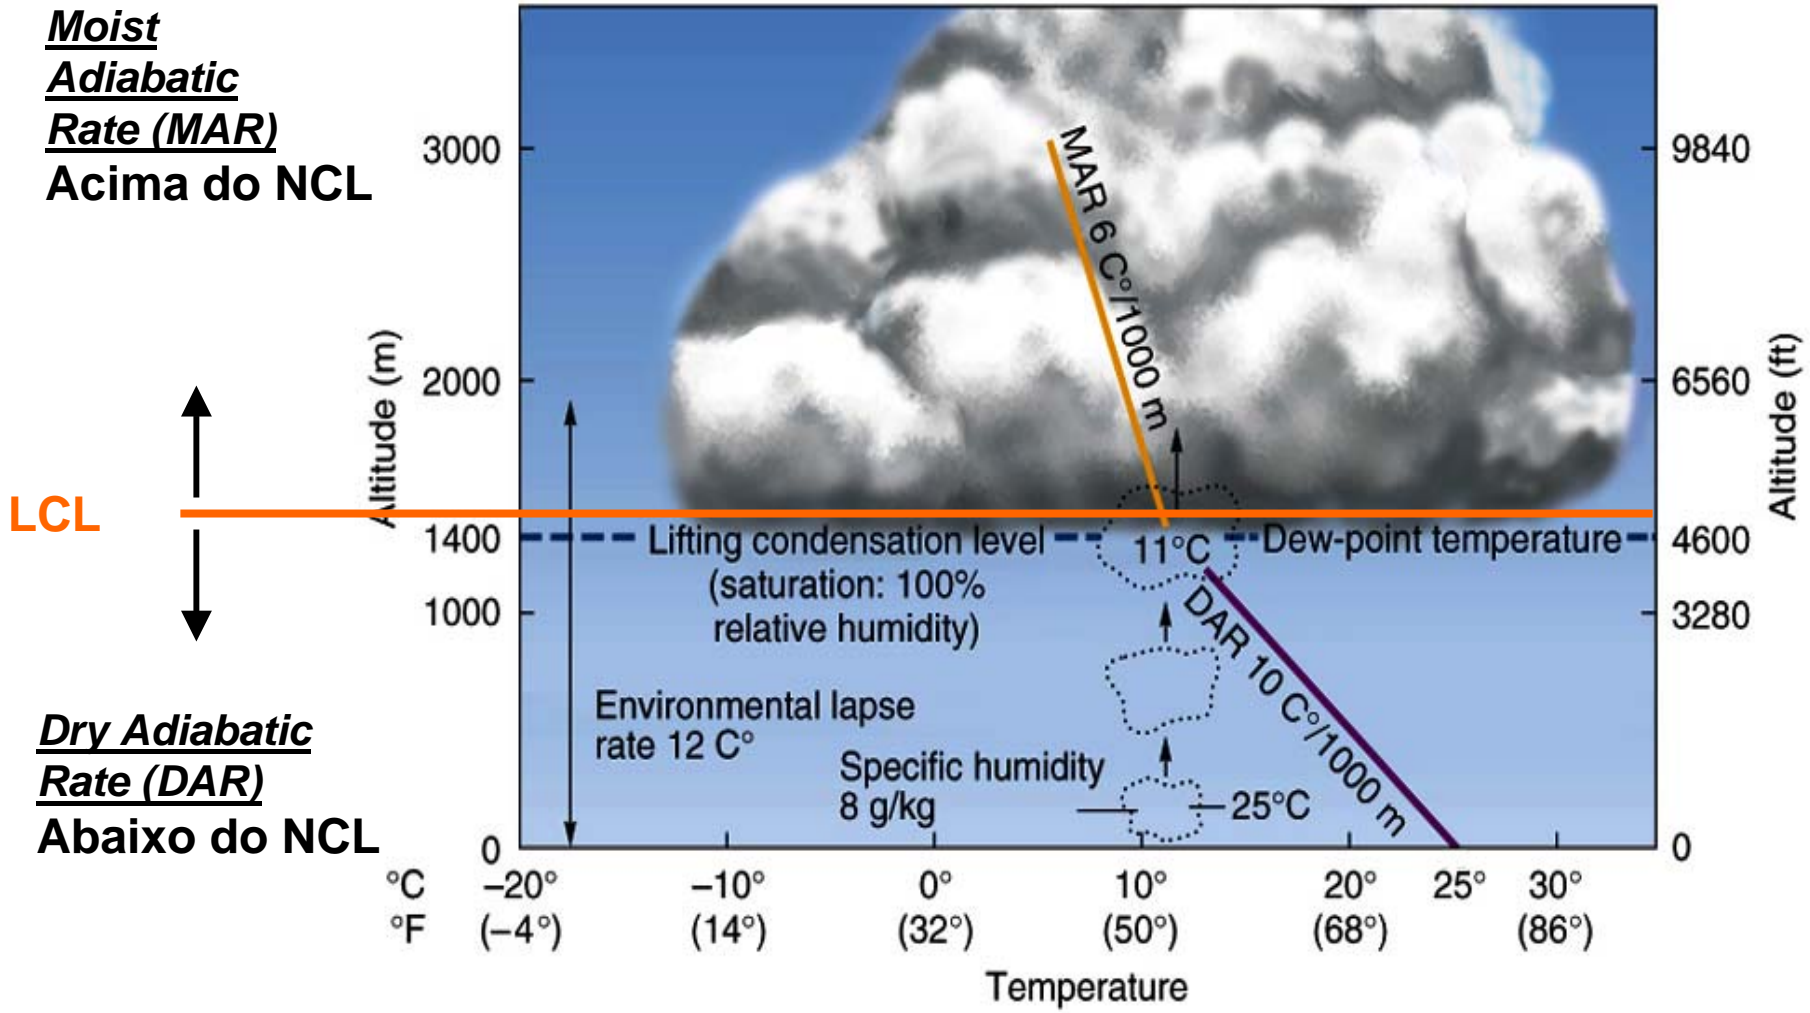 Moist
Adiabatic
Rate (MAR)
Acima do NCL
LCL
Dry Adiabatic
Rate (DAR)
Abaixo do NCL
Altitude (m)
3000
2000
1400
1000
0
MAR 6 C°/1000 m
Lifting condensation level
(saturation: 100%
relative humidity)
11°C
Dew-point temperature
DAR 10 C°/1000 m
Environmental lapse
rate 12 C°
Specific humidity
8 g/kg
25°C
9840
6560
4600
3280
0
Altitude (ft)
°C –20° –10° 0° 10° 20° 25° 30°
°F (–4°) (14°) (32°) (50°) (68°) (86°)
Temperature